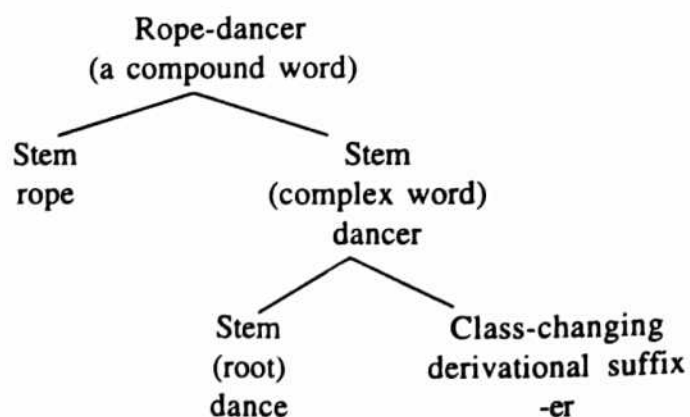 Rope-dancer
(a compound word)
Stem
rope
Stem
(complex word)
dancer
Stem
(root)
dance
Class-changing
derivational suffix
-er